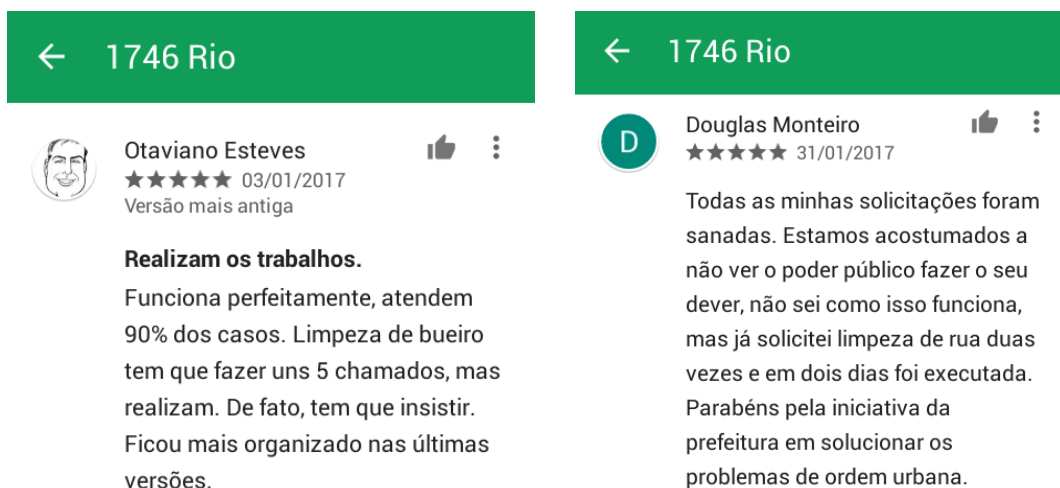 1746 Rio
Otaviano Esteves
★★★★★ 03/01/2017
Versão mais antiga
Realizam os trabalhos.
Funciona perfeitamente, atendem
90% dos casos. Limpeza de bueiro
tem que fazer uns 5 chamados, mas
realizam. De fato, tem que insistir.
Ficou mais organizado nas últimas
versões.
1746 Rio
D
Douglas Monteiro
★★★★★ 31/01/2017
Todas as minhas solicitações foram
sanadas. Estamos acostumados a
não ver o poder público fazer o seu
dever, não sei como isso funciona,
mas já solicitei limpeza de rua duas
vezes e em dois dias foi executada.
Parabéns pela iniciativa da
prefeitura em solucionar os
problemas de ordem urbana.